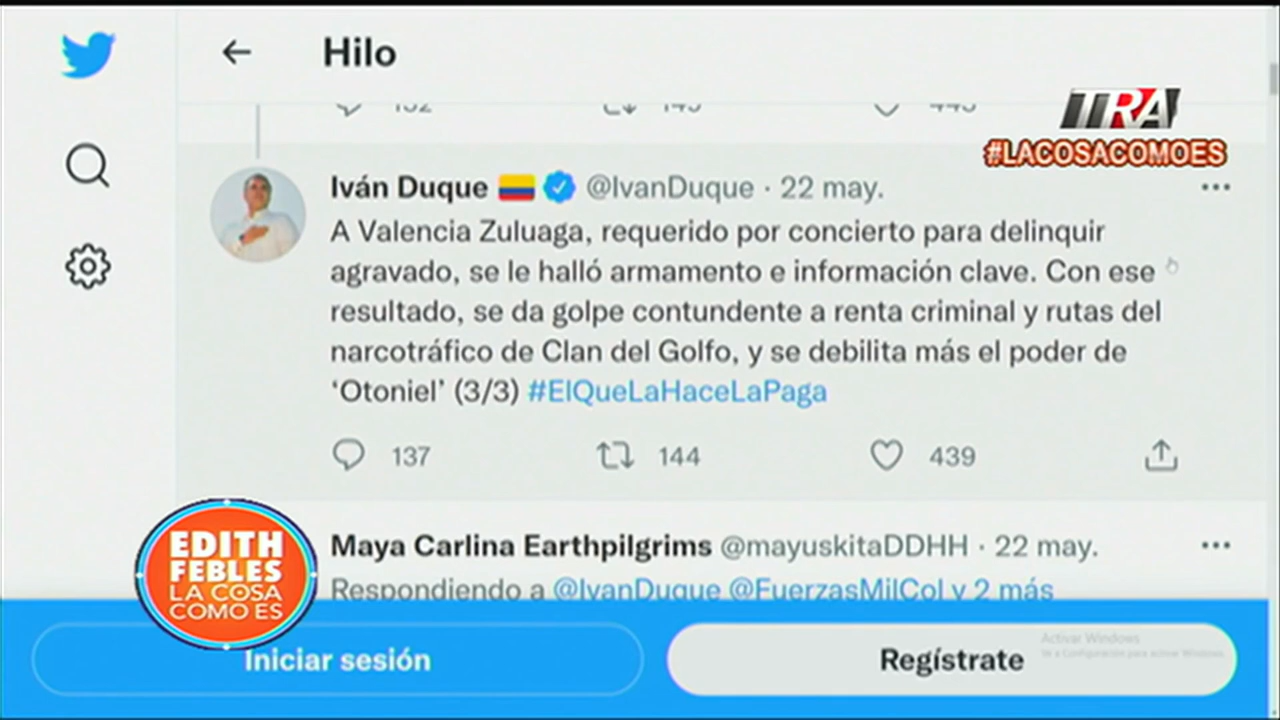 Hilo
TRA
#LACOSACOMOES
Iván Duque @IvanDuque · 22 may.
A Valencia Zuluaga, requerido por concierto para delinquir
agravado, se le halló armamento e información clave. Con ese
resultado, se da golpe contundente a renta criminal y rutas del
narcotráfico de Clan del Golfo, y se debilita más el poder de
‘Otoniel’ (3/3) #ElQueLaHaceLaPaga
137 144 439
Maya Carlina Earthpilgrims @mayuskitaDDHH · 22 may.
Respondiendo a @IvanDuque @FuerzasMilCol y 2 más
EDITH
FEBLES
LA COSA
COMO ES
Iniciar sesión
Regístrate
Activar Windows
Ve a Configuración para activar Windows.